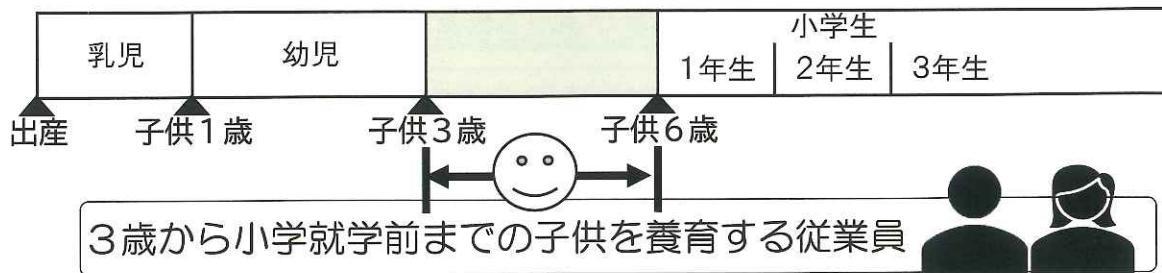 乳児
幼児
小学生
1年生
2年生
3年生
出産
子供1歳
子供3歳
子供6歳
3歳から小学就学前までの子供を養育する従業員